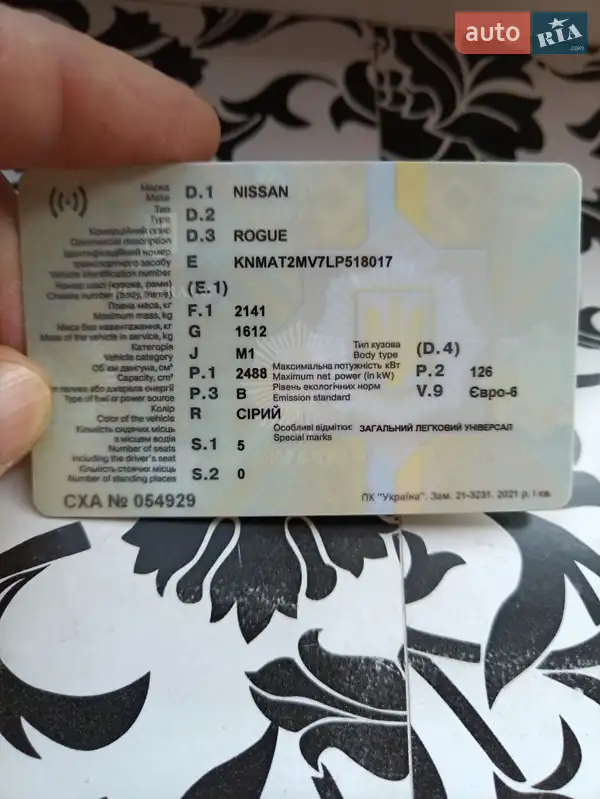 auto RIA .com
Марка D.1 NISSAN
Make
Тип D.2
Type
Комерційний опис D.3 ROGUE
Commercial description
Ідентифікаційний номер
транспортного засобу E KNMAT2MV7LP518017
Vehicle identification number
Номер шасі (кузова, рами) (E.1)
Chassis number (body, frame)
Повна маса, кг F.1 2141
Maximum mass, kg
Маса без навантаження, кг G 1612
Mass of the vehicle in service, kg
Категорія J M1 Тип кузова (D.4)
Vehicle category Body type
Об'єм двигуна, см³ P.1 2488 Максимальна потужність кВт P.2 126
Capacity, cm³ Maximum net power (in kW)
п палива або джерела енергії P.3 B Рівень екологічних норм V.9 Євро-6
Type of fuel or power source Emission standard
Колір R СІРИЙ
Color of the vehicle
Кількість сидячих місць Особливі відмітки: ЗАГАЛЬНИЙ ЛЕГКОВИЙ УНІВЕРСАЛ
з місцем водія S.1 5 Special marks
Number of seats
including the driver's seat
Кількість стоячих місць S.2 0
Number of standing places
СХА № 054929 ПК "Україна". Зам. 21-3231. 2021 р. I кв.